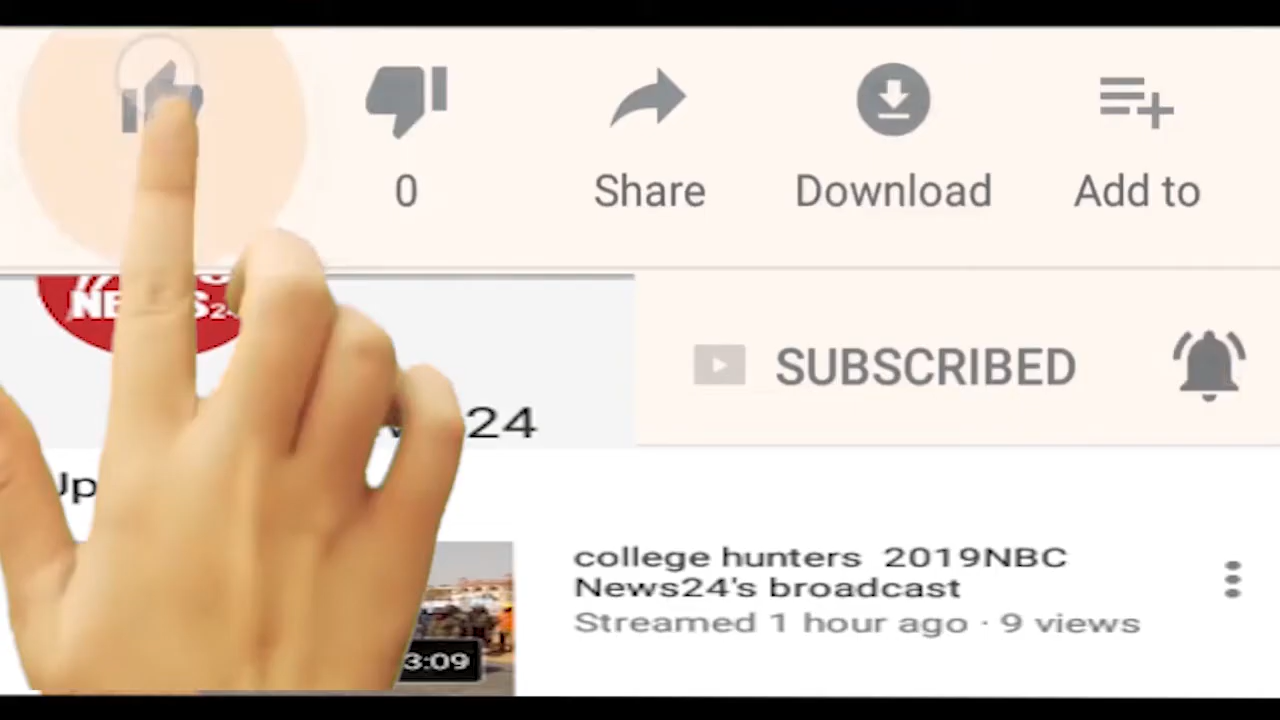 0
Share
Download
Add to
SUBSCRIBED
24
Up
college hunters 2019NBC
News24's broadcast
Streamed 1 hour ago · 9 views
3:09